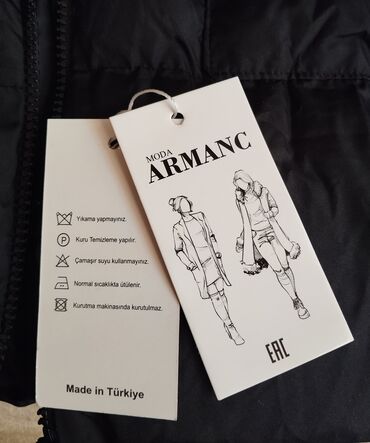 MODA
ARMANC
EAC
Yıkama yapmayınız.
P
Kuru Temizleme yapılır.
Çamaşır suyu kullanmayınız.
Normal sıcaklıkta ütülenir.
Kurutma makinasında kurutulmaz.
Made in Türkiye